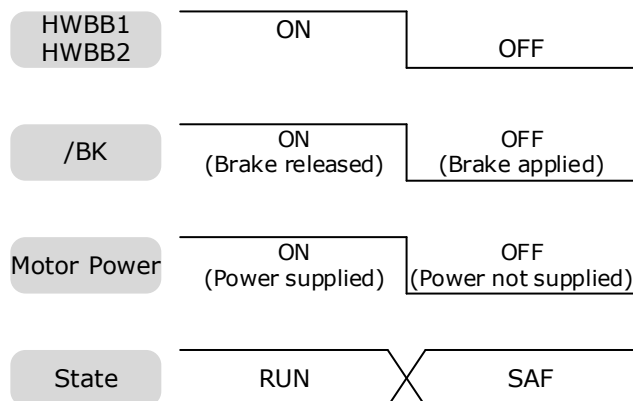 HWBB1
HWBB2
ON
OFF
/BK
ON
(Brake released)
OFF
(Brake applied)
Motor Power
ON
(Power supplied)
OFF
(Power not supplied)
State
RUN
SAF